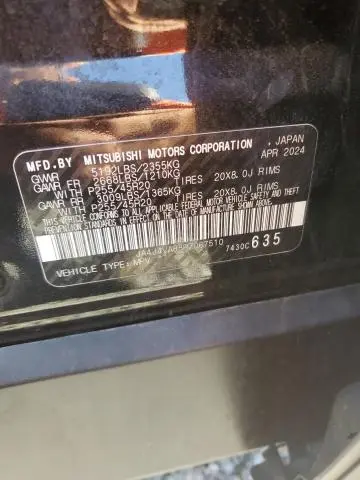 MFD.BY MITSUBISHI MOTORS CORPORATION , JAPAN
GWWR 5192LBS/2355KG APR 2024
GAWR FR 2668LBS/1210KG
WITH P255/45R20 20X8.0J RIMS
GAWR RR 3009LBS/1365KG
WITH P255/45R20 20X8.0J RIMS
THIS VEHICLE CONFORMS TO ALL APPLICABLE FEDERAL
MOTOR VEHICLE SAFETY, BUMPER, AND THEFT
PREVENTION STANDARDS IN EFFECT ON THE DATE OF
MANUFACTURE SHOWN ABOVE.
7430C 635
VEHICLE TYPE: MPV